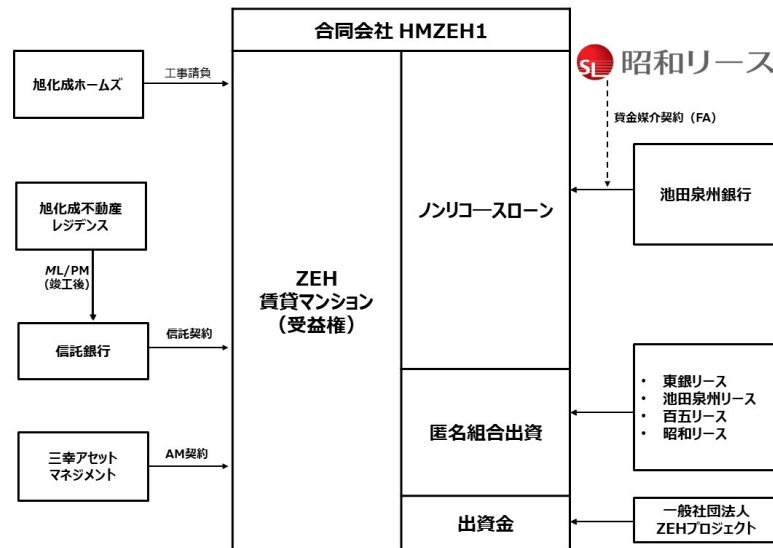 合同会社 HMZEH1
旭化成ホームズ
工事請負
SL 昭和リース
貸金媒介契約（FA）
池田泉州銀行
旭化成不動産
レジデンス
ML/PM
(竣工後)
信託銀行
信託契約
ZEH
賃貸マンション
（受益権）
ノンリコースローン
匿名組合出資
・ 東銀リース
・ 池田泉州リース
・ 百五リース
・ 昭和リース
三幸アセット
マネジメント
AM契約
出資金
一般社団法人
ZEHプロジェクト